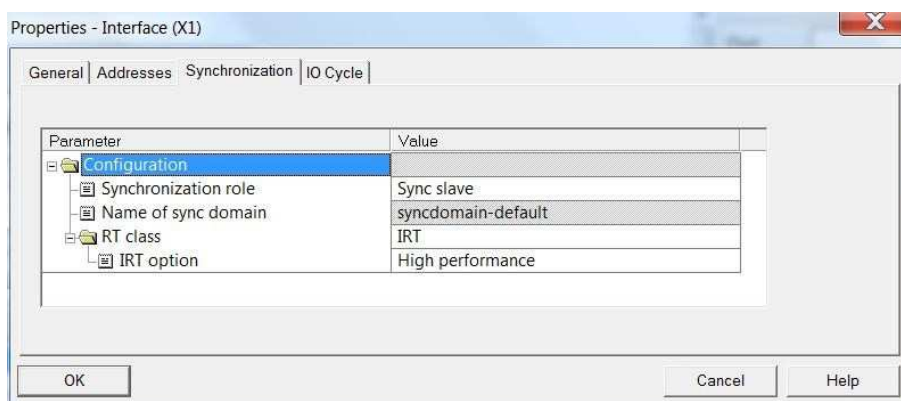 Properties - Interface (X1)
General Addresses Synchronization IO Cycle
Parameter Value
Configuration
Synchronization role Sync slave
Name of sync domain syncdomain-default
RT class IRT
IRT option High performance
OK Cancel Help